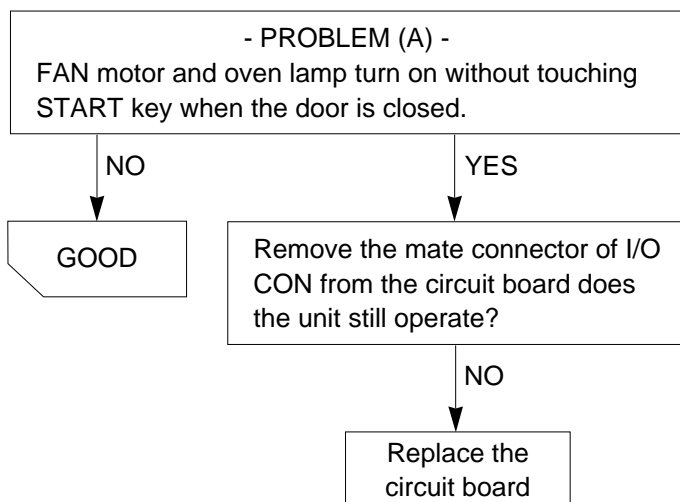 - PROBLEM (A) -
FAN motor and oven lamp turn on without touching
START key when the door is closed.
NO
YES
GOOD
Remove the mate connector of I/O
CON from the circuit board does
the unit still operate?
NO
Replace the
circuit board